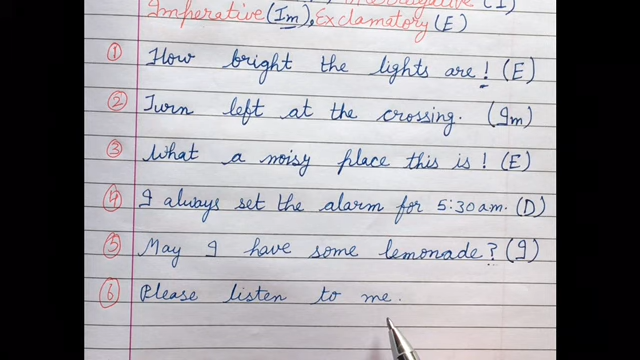 Interrogative (I)
Imperative (Im), Exclamatory (E)
① How bright the lights are! (E)
② Turn left at the crossing. (Im)
③ What a noisy place this is! (E)
④ I always set the alarm for 5:30 am. (D)
⑤ May I have some lemonade? (I)
⑥ Please listen to me.